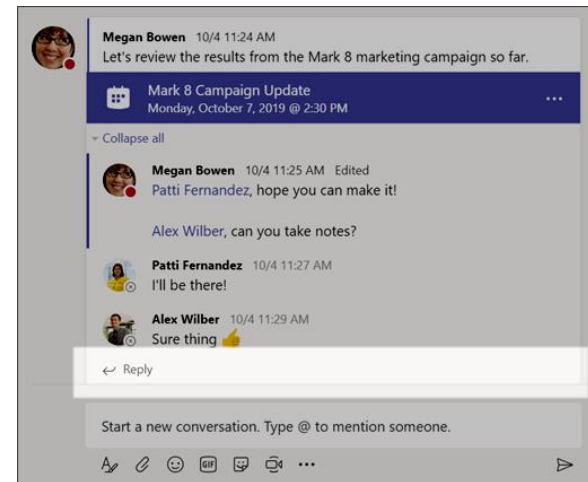 Megan Bowen 10/4 11:24 AM
Let's review the results from the Mark 8 marketing campaign so far.
Mark 8 Campaign Update
Monday, October 7, 2019 @ 2:30 PM
Collapse all
Megan Bowen 10/4 11:25 AM Edited
Patti Fernandez, hope you can make it!
Alex Wilber, can you take notes?
Patti Fernandez 10/4 11:27 AM
I'll be there!
Alex Wilber 10/4 11:29 AM
Sure thing 👍
Reply
Start a new conversation. Type @ to mention someone.
GIF